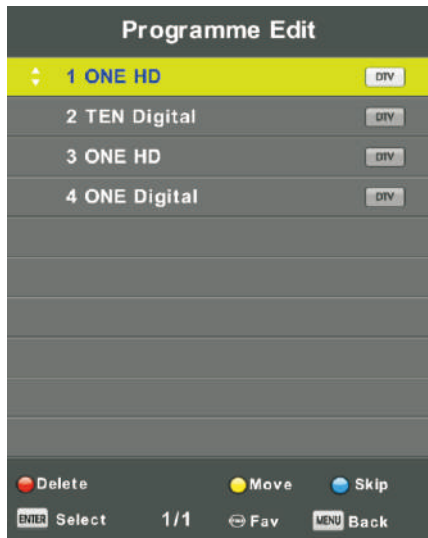 Programme Edit
1 ONE HD DTV
2 TEN Digital DTV
3 ONE HD DTV
4 ONE Digital DTV
Delete Move Skip
ENTER Select 1/1 Fav MENU Back